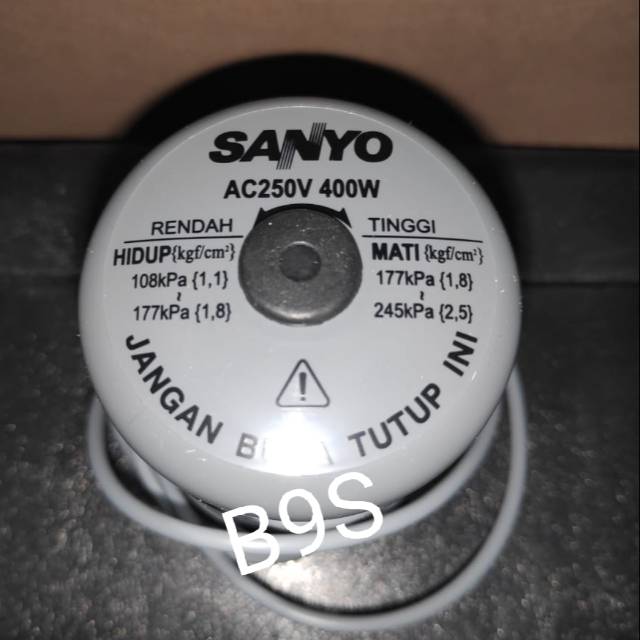 SANYO
AC250V 400W
RENDAH TINGGI
HIDUP{kgf/cm²} MATI {kgf/cm²}
108kPa {1,1} 177kPa {1,8}
~ ~
177kPa {1,8} 245kPa {2,5}
JANGAN TUTUP INI
B9S